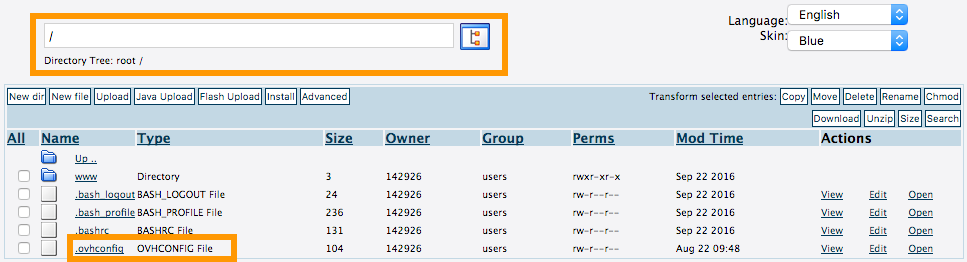 Language: English
/
Skin: Blue
Directory Tree: root /
New dir New file Upload Java Upload Flash Upload Install Advanced Transform selected entries: Copy Move Delete Rename Chmod
Download Unzip Size Search
All Name Type Size Owner Group Perms Mod Time Actions
Up ..
www Directory 3 142926 users rwxr-xr-x Sep 22 2016
.bash_logout BASH_LOGOUT File 24 142926 users rw-r--r-- Sep 22 2016 View Edit Open
.bash_profile BASH_PROFILE File 236 142926 users rw-r--r-- Sep 22 2016 View Edit Open
.bashrc BASHRC File 131 142926 users rw-r--r-- Sep 22 2016 View Edit Open
.ovhconfig OVHCONFIG File 104 142926 users rw-r--r-- Aug 22 09:48 View Edit Open